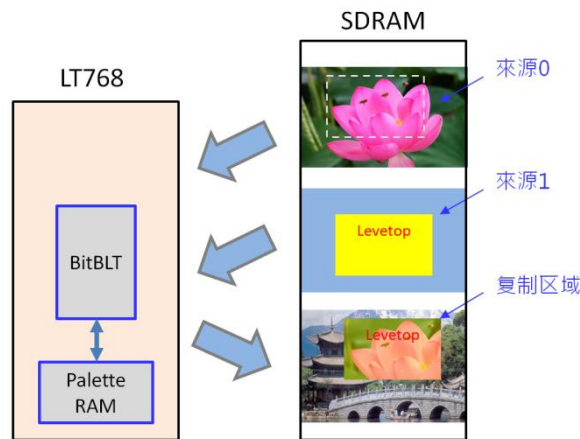 SDRAM
LT768
來源0
來源1
Levetop
复制区域
Levetop
BitBLT
Palette
RAM